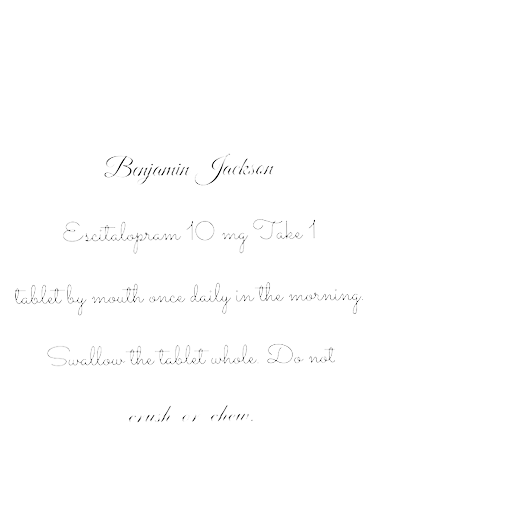 Benjamin Jackson
Escitalopram 10 mg Take 1
tablet by mouth once daily in the morning.
Swallow the tablet whole. Do not
crush or chew.